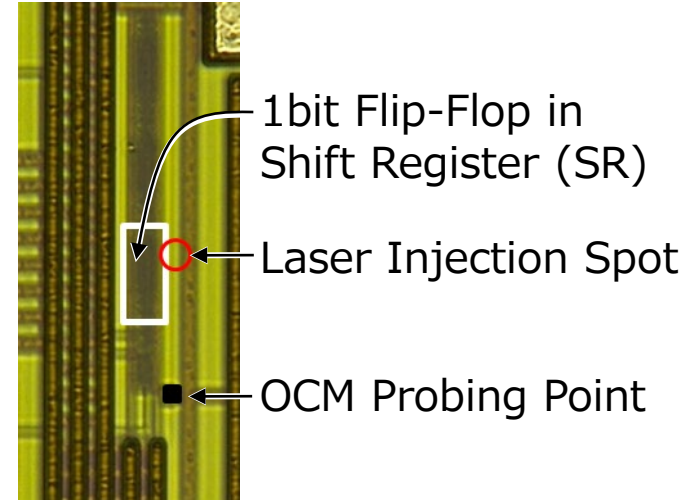 1bit Flip-Flop in
Shift Register (SR)
Laser Injection Spot
OCM Probing Point